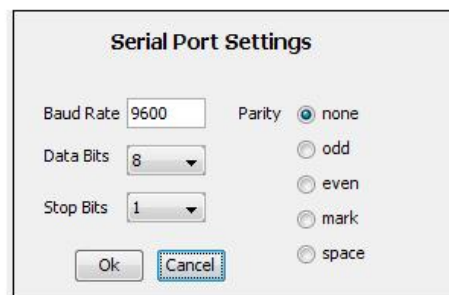 Serial Port Settings
Baud Rate 9600 Parity none
Data Bits 8 odd
even
Stop Bits 1 mark
Ok Cancel space